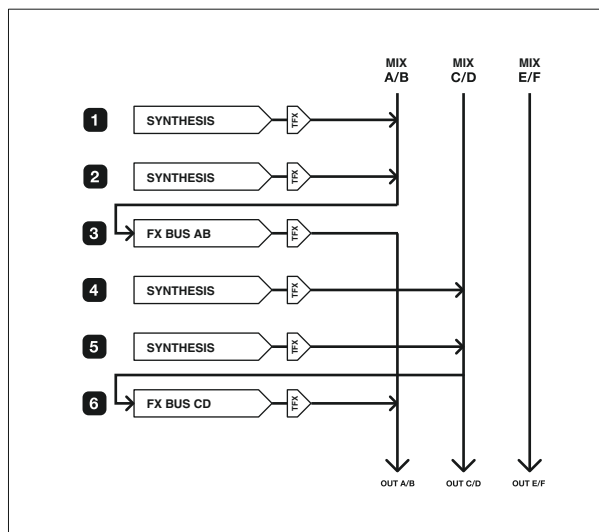 MIX MIX MIX
A/B C/D E/F
1 SYNTHESIS TFX
2 SYNTHESIS TFX
3 FX BUS AB TFX
4 SYNTHESIS TFX
5 SYNTHESIS TFX
6 FX BUS CD TFX
OUT A/B OUT C/D OUT E/F